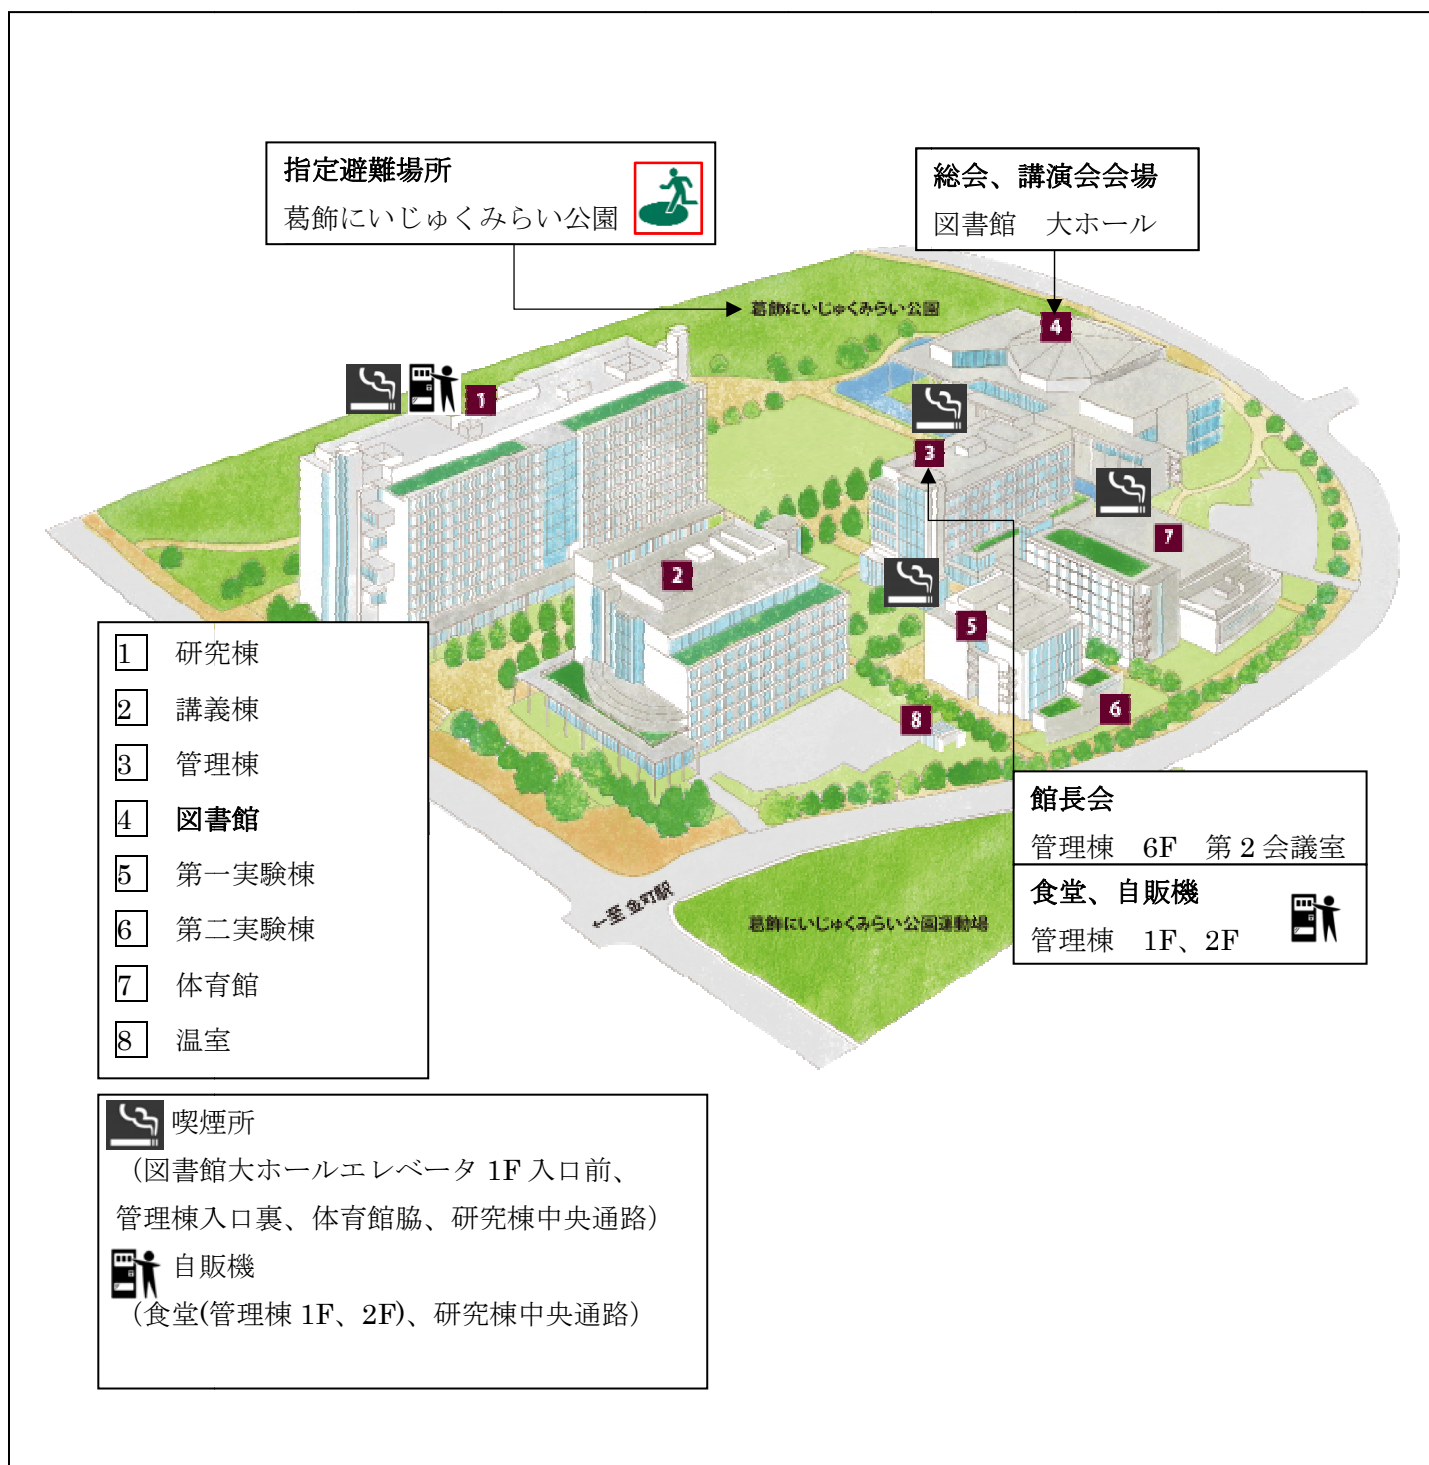 指定避難場所
葛飾にいじゅくみらい公園
総会、講演会会場
図書館　大ホール
葛飾にいじゅくみらい公園
4
1
3
7
2
5
6
8
1 研究棟
2 講義棟
3 管理棟
4 図書館
5 第一実験棟
6 第二実験棟
7 体育館
8 温室
館長会
管理棟　6F　第2会議室
食堂、自販機
管理棟　1F、2F
←至 金町駅
葛飾にいじゅくみらい公園運動場
喫煙所
（図書館大ホールエレベータ 1F 入口前、
管理棟入口裏、体育館脇、研究棟中央通路）
自販機
（食堂(管理棟 1F、2F)、研究棟中央通路）